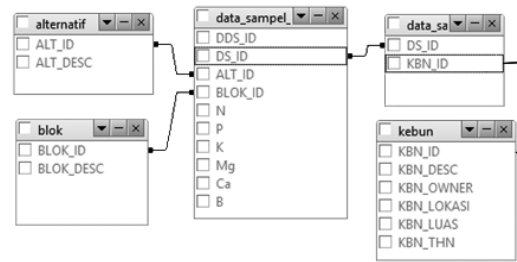 alternatif
ALT_ID
ALT_DESC
blok
BLOK_ID
BLOK_DESC
data_sampel_
DDS_ID
DS_ID
ALT_ID
BLOK_ID
N
P
K
Mg
Ca
B
data_sa
DS_ID
KBN_ID
kebun
KBN_ID
KBN_DESC
KBN_OWNER
KBN_LOKASI
KBN_LUAS
KBN_THN